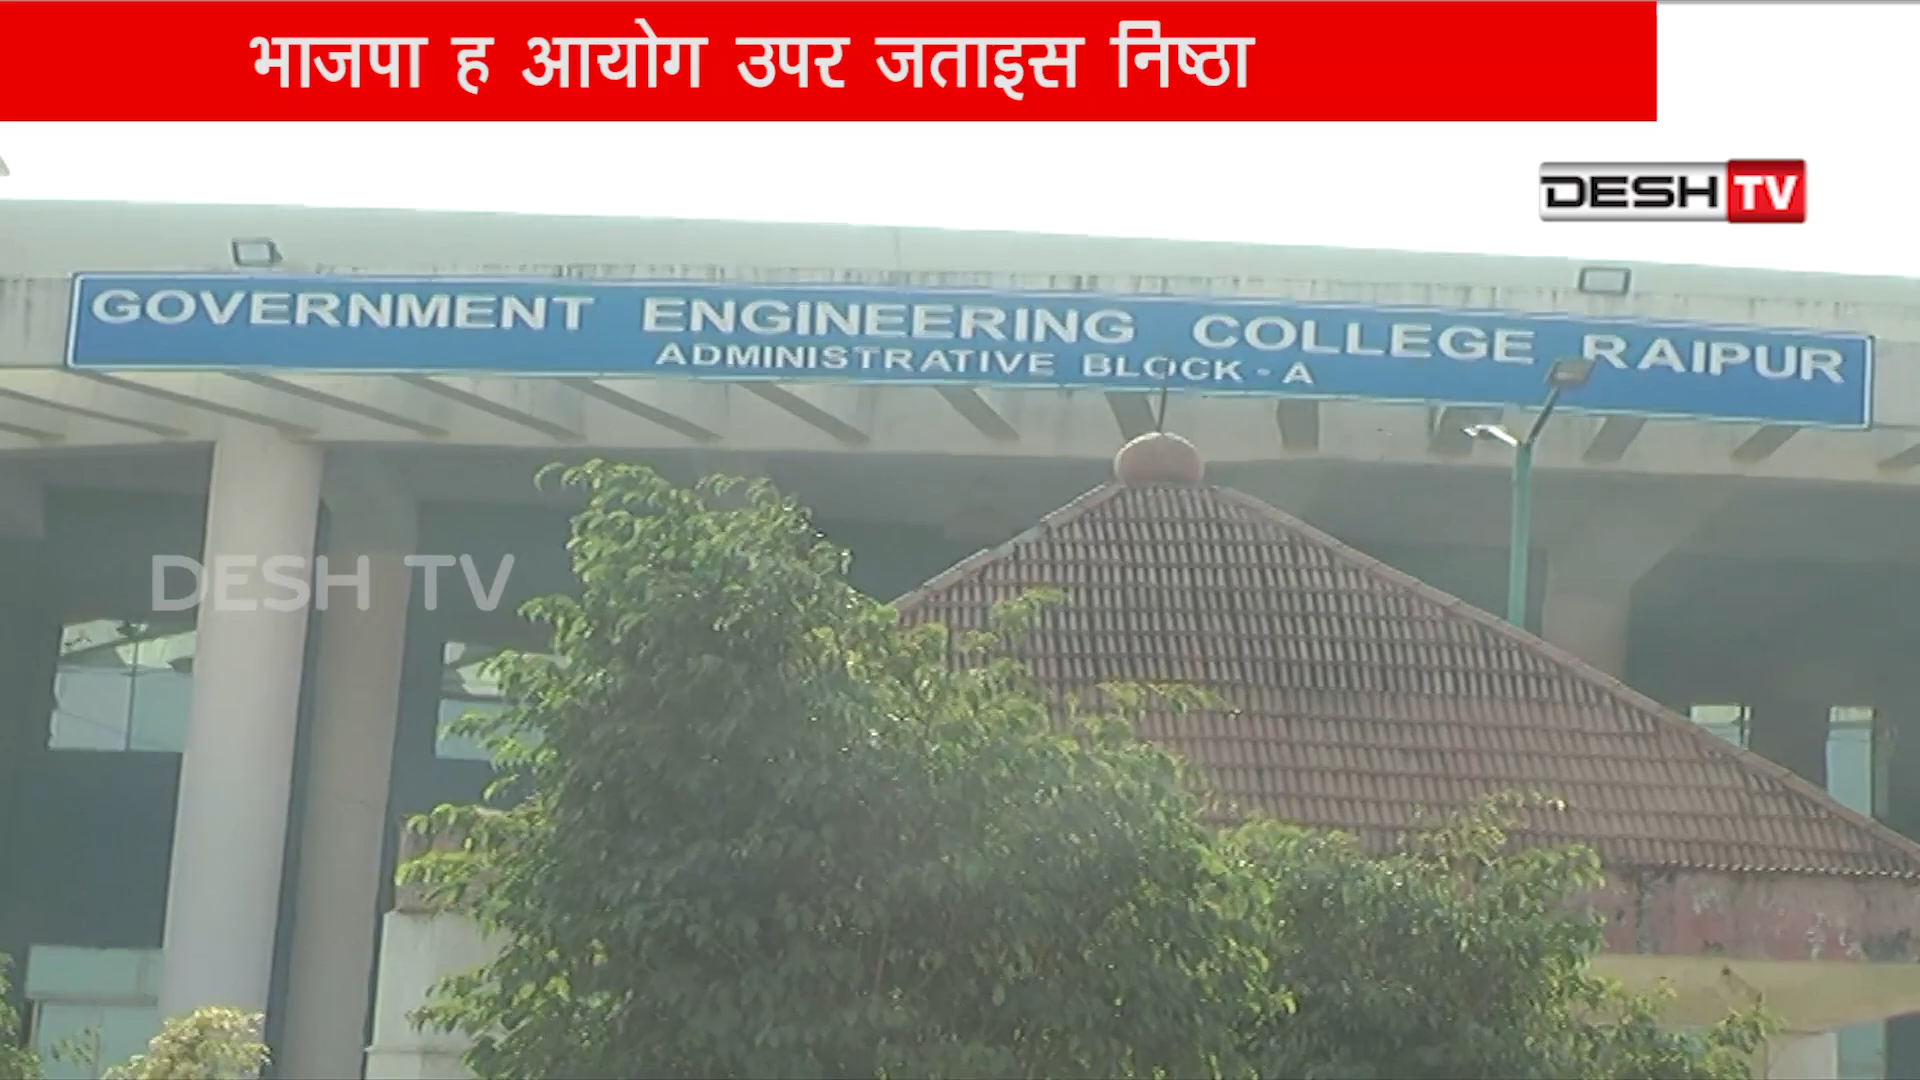 भाजपा ह आयोग उपर जताइस निष्ठा
DESH TV
GOVERNMENT ENGINEERING COLLEGE RAIPUR
ADMINISTRATIVE BLOCK - A
DESH TV